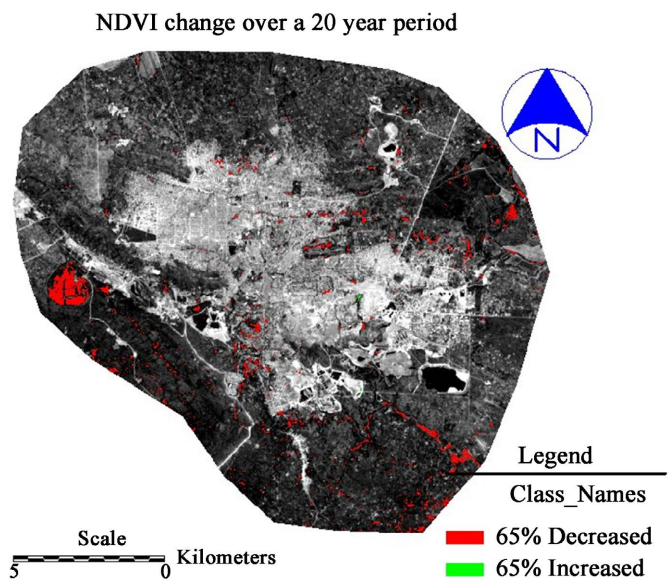 NDVI change over a 20 year period
N
Legend
Class_Names
65% Decreased
65% Increased
Scale
5 0 Kilometers